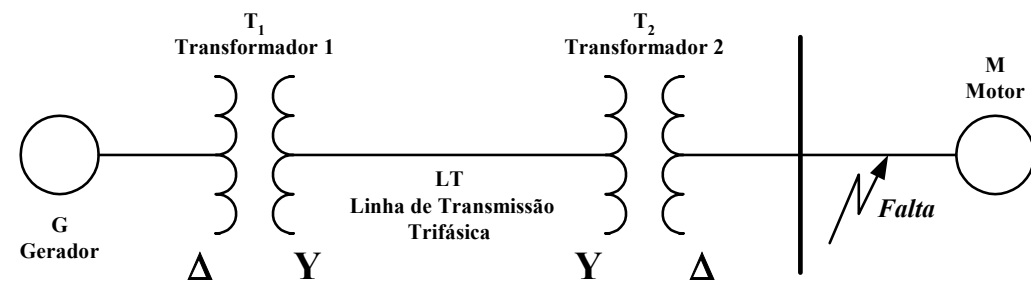 T1
Transformador 1
T2
Transformador 2
M
Motor
LT
Linha de Transmissão
Trifásica
Falta
G
Gerador
Δ
Y
Y
Δ